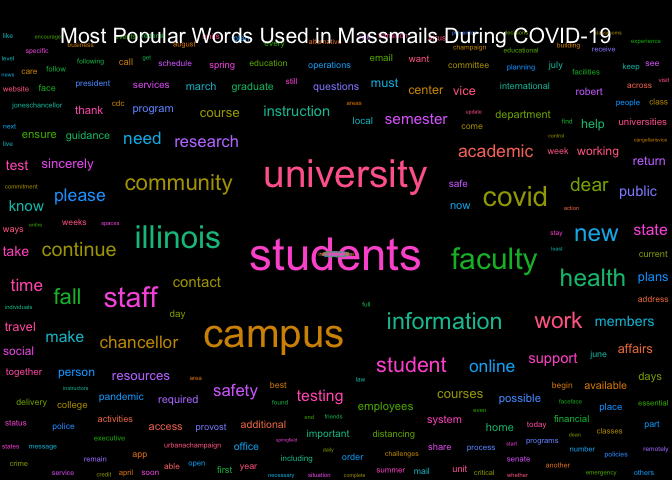 Most Popular Words Used in Massmails During COVID-19
like encourage business august alternative champaign building experience
specific call get schedule spring education operations email want committee educational planning july receive
level following facilities keep see
news care follow president services march graduate still questions must center vice international robert across visit
website face areas people class
joneschancellor thank cdc program course instruction local semester department find help universities
next ensure guidance need research update come control
live academic week working return
test sincerely university safe dear
commitment please community now covid public
know action
ways entire weeks spaces illinois stay new state
take continue students faculty least current
time contact health plans
fall staff full address
individuals day information work members
travel make chancellor campus
social student support june affairs
together person resources area law online days
instructors safety best begin available
delivery college pandemic required found testing employees courses possible faceface place essential
status police activities access provost additional end friends system even home today financial part
executive important distancing dean classes
states message urbanachampaign office springfield daily share process start programs number policies remotely
crime remain app able open including order challenges senate another
service credit april soon first year necessary situation complete summer mail unit critical whether emergency others